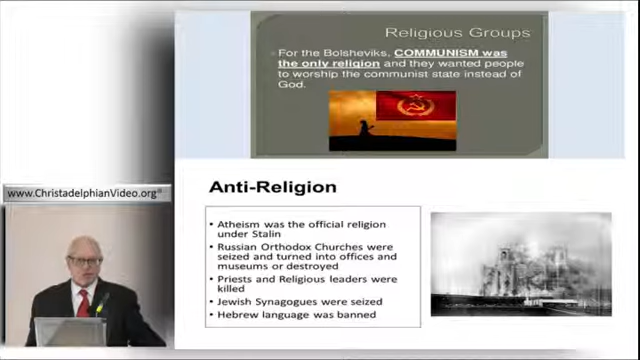 Religious Groups
For the Bolsheviks, COMMUNISM was
the only religion and they wanted people
to worship the communist state instead of
God.
Anti-Religion
www.ChristadelphianVideo.org®
• Atheism was the official religion
under Stalin
• Russian Orthodox Churches were
seized and turned into offices and
museums or destroyed
• Priests and Religious leaders were
killed
• Jewish Synagogues were seized
• Hebrew language was banned